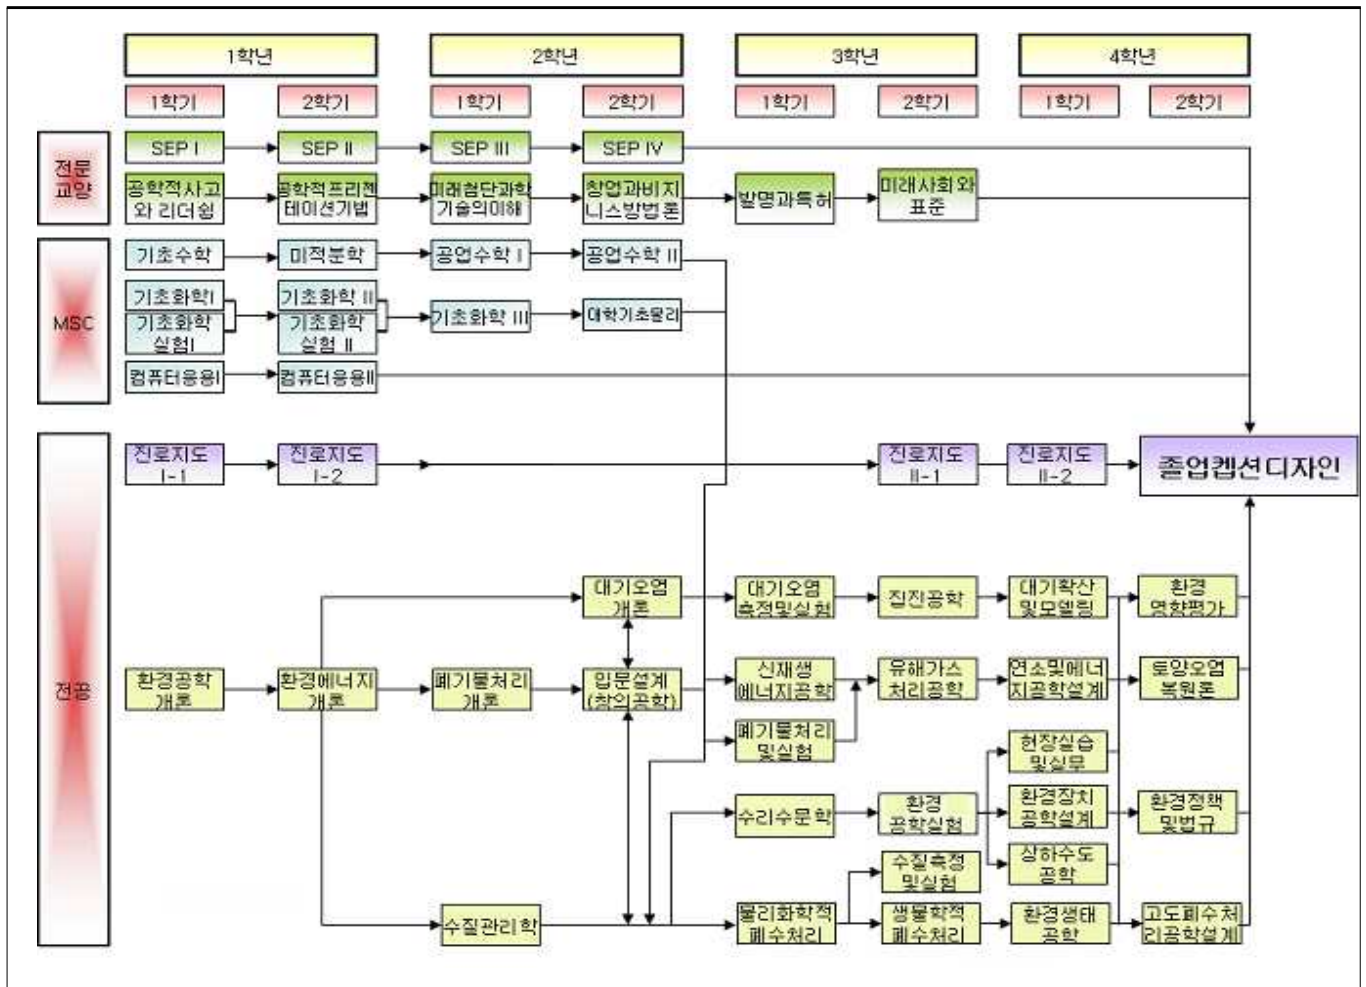 1학년
2학년
3학년
4학년
1학기
2학기
1학기
2학기
1학기
2학기
1학기
2학기
전문
교양
SEP I
SEP II
SEP III
SEP IV
공학적사고
와 리더쉽
공학적프리젠
테이션기법
미래첨단과학
기술의이해
창업과비지
니스방법론
발명과특허
미래사회와
표준
MSC
기초수학
미적분학
공업수학 I
공업수학 II
기초화학I
기초화학 II
기초화학
실험I
기초화학
실험 II
기초화학 III
대학기초물리
컴퓨터응용I
컴퓨터응용II
전공
진로지도
I-1
진로지도
I-2
진로지도
II-1
진로지도
II-2
졸업켑션디자인
대기오염
개론
대기오염
측정및실험
집진공학
대기확산
및모델링
환경
영향평가
환경공학
개론
환경에너지
개론
폐기물처리
개론
입문설계
(창의공학)
신재생
에너지공학
유해가스
처리공학
연소및에너
지공학설계
토양오염
복원론
폐기물처리
및실험
현장실습
및실무
수리수문학
환경
공학실험
환경장치
공학설계
환경정책
및법규
수질측정
및실험
상하수도
공학
수질관리학
물리화학적
폐수처리
생물학적
폐수처리
환경생태
공학
고도폐수처
리공학설계